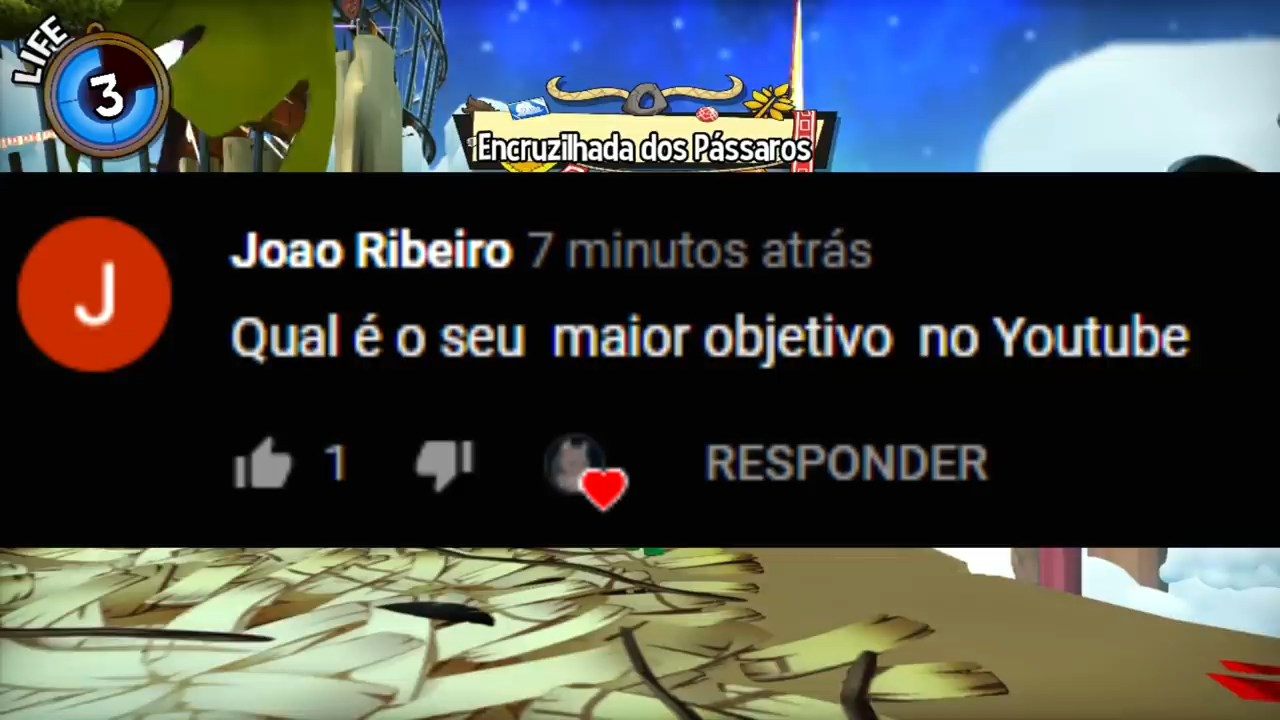 LIFE
3
Encruzilhada dos Pássaros
J
Joao Ribeiro 7 minutos atrás
Qual é o seu maior objetivo no Youtube
1
RESPONDER